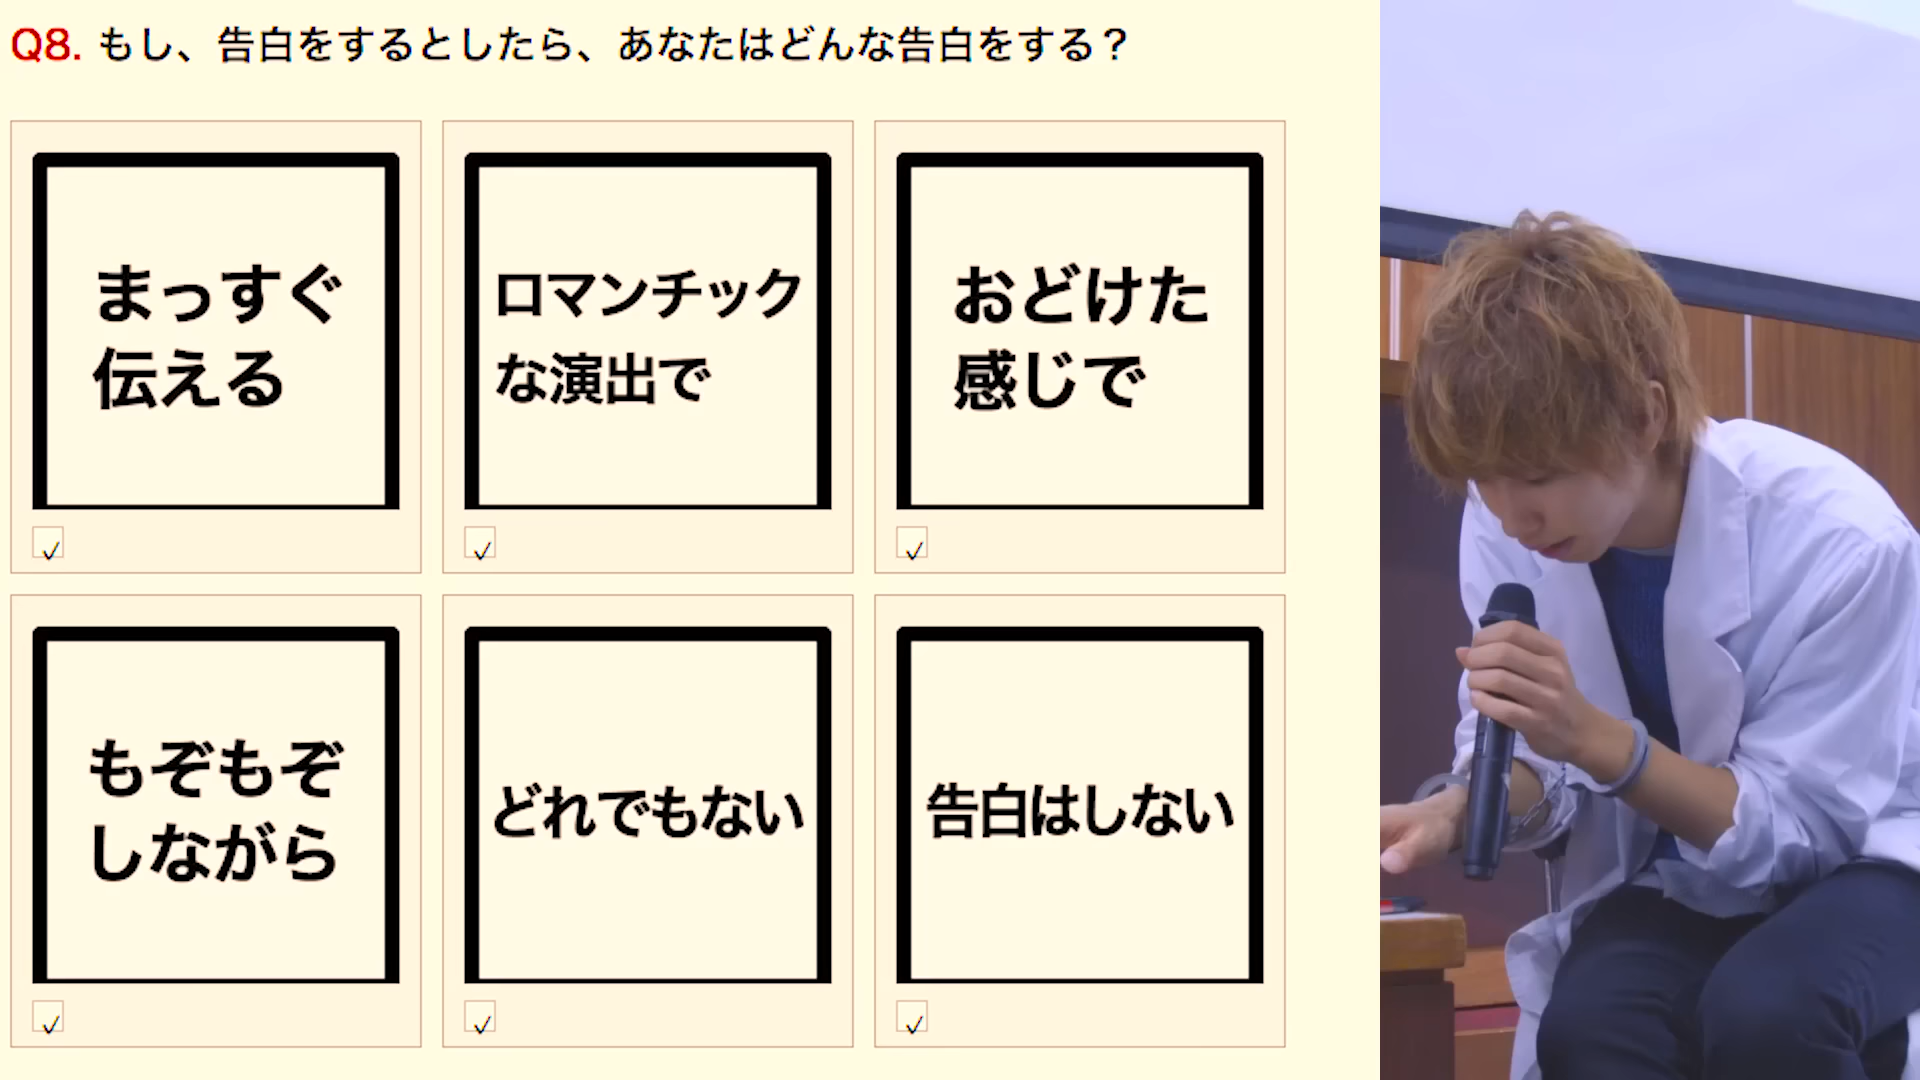 Q8. もし、告白をするとしたら、あなたはどんな告白をする？
まっすぐ
伝える
ロマンチック
な演出で
おどけた
感じで
もぞもぞ
しながら
どれでもない
告白はしない